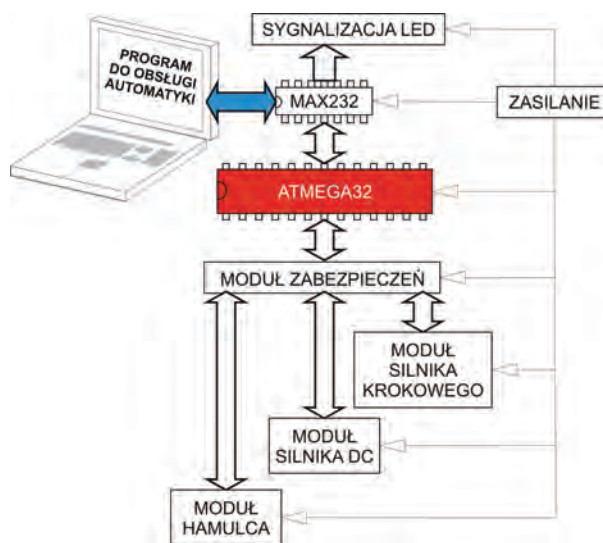 SYGNALIZACJA LED
PROGRAM
DO OBSŁUGI
AUTOMATYKI
MAX232
ZASILANIE
ATMEGA32
MODUŁ ZABEZPIECZEŃ
MODUŁ
SILNIKA
KROKOWEGO
MODUŁ
SILNIKA DC
MODUŁ
HAMULCA